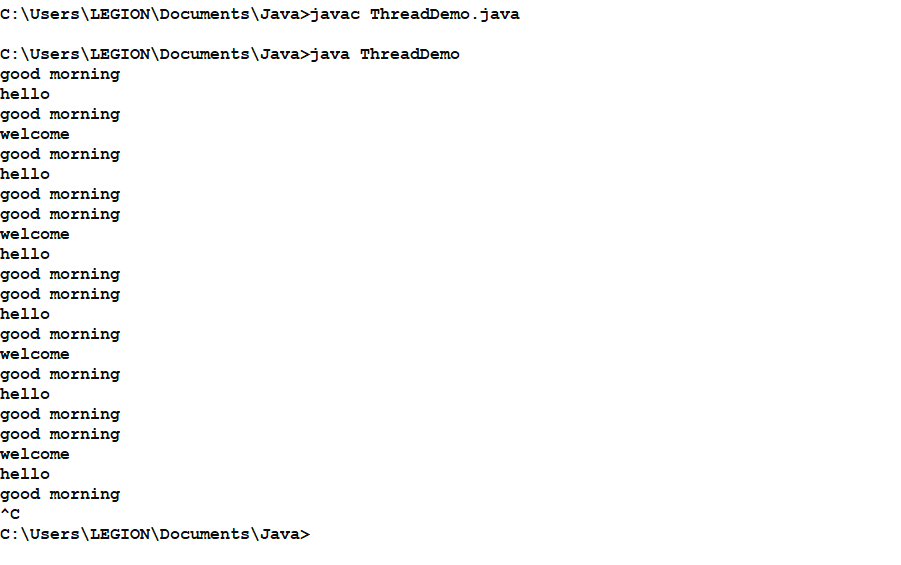 C:\Users\LEGION\Documents\Java>javac ThreadDemo.java
C:\Users\LEGION\Documents\Java>java ThreadDemo
good morning
hello
good morning
welcome
good morning
hello
good morning
good morning
welcome
hello
good morning
good morning
hello
good morning
welcome
good morning
hello
good morning
good morning
welcome
hello
good morning
^C
C:\Users\LEGION\Documents\Java>